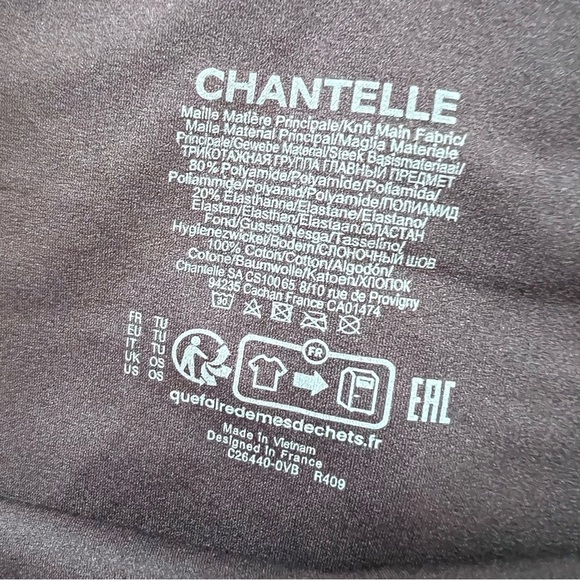 CHANTELLE
Maille Matière Principale/Knit Main Fabric/
Malla Material Principal/Maglia Materiale
Principale/Gewebe Material/Steek Basismateriaal/
ТРИКОТАЖНАЯ ГРУППА ГЛАВНЫЙ ПРЕДМЕТ
80% Polyamide/Polyamide/Poliamida/
Poliammide/Polyamid/Polyamide/ПОЛИАМИД
20% Elasthanne/Elastane/Elastano/
Elastan/Elasthan/Elastaan/ЭЛАСТАН
Fond/Gusset/Nesga/Tassellino/
Hygienezwickel/Bodem/СЛОНОЧНЫЙ ШОВ
100% Coton/Cotton/Algodón/
Cotone/Baumwolle/Katoen/ХЛОПОК
Chantelle SA CS10065 8/10 rue de Provigny
94235 Cachan France CA01474
30
FR TU
EU TU
IT TU
UK OS
US OS
FR
quefairedemesdechets.fr
EAC
Made in Vietnam
Designed in France
C26440-0VB R409